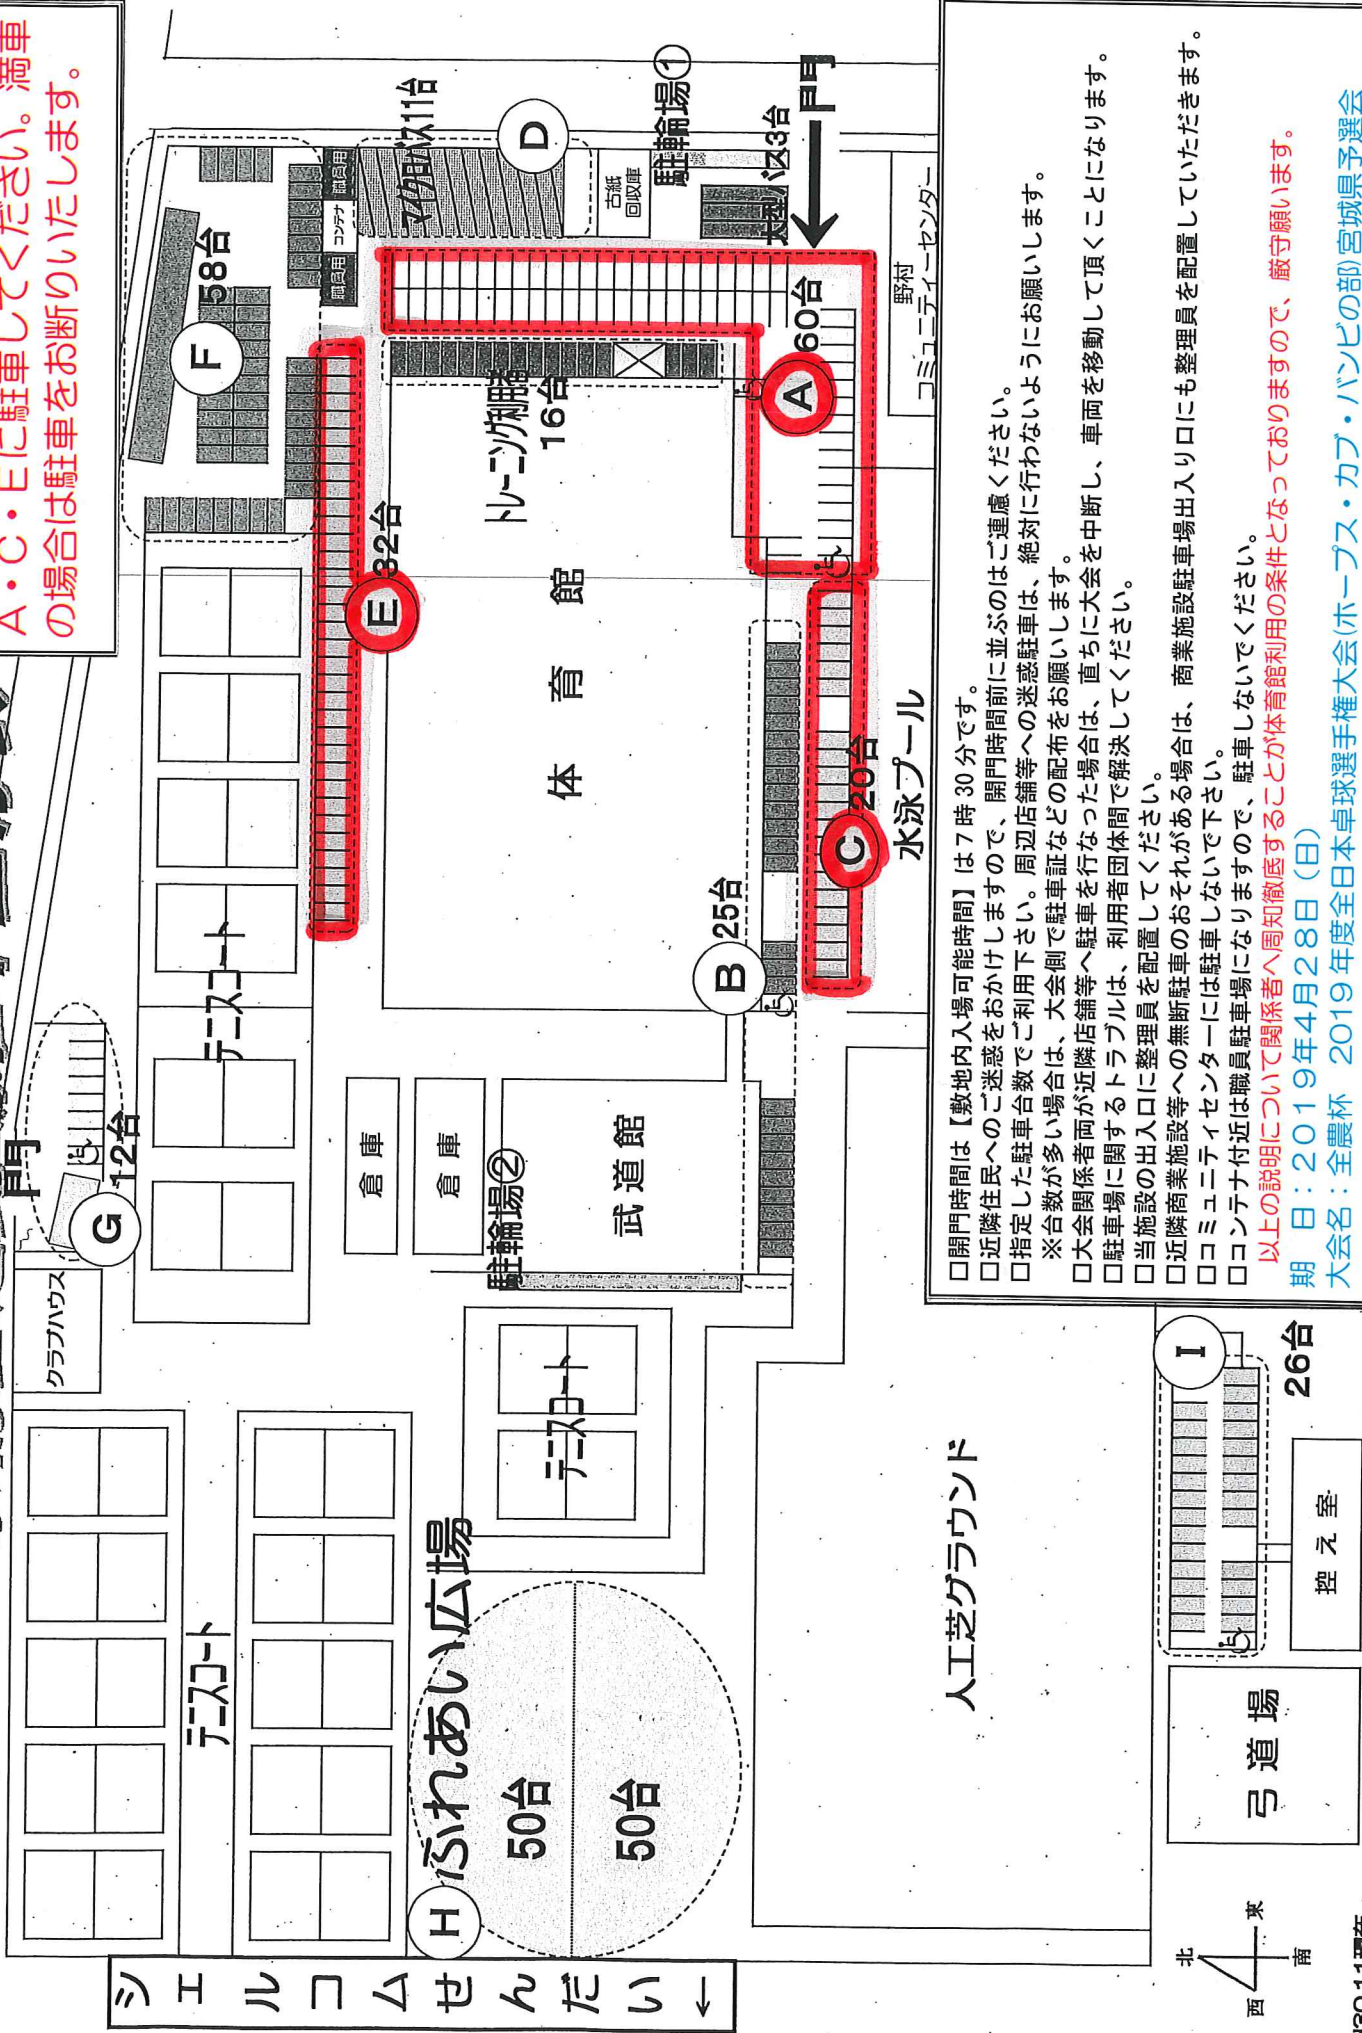 A・C・Eに駐車してください。満車
の場合は駐車をお断りいたします。
門
G
12台
クラブハウス
テニスコート
F
58台
職員用
コンテナ
職員用
マイクロバス11台
D
古紙
回収庫
駐輪場①
大型バス3台
門
E
32台
トレーニング利用者
16台
A
60台
野村
コミュニティーセンター
体育館
B
25台
C
20台
水泳プール
倉庫
倉庫
駐輪場②
武道館
テニスコート
テニスコート
H
ふれあい広場
50台
50台
シェルコムせんだい
←
人工芝グラウンド
I
26台
控え室
弓道場
北
西
東
南
□開門時間は【敷地内入場可能時間】は7時30分です。
□近隣住民へのご迷惑をおかけしますので、開門時間前に並ぶのはご遠慮ください。
□指定した駐車台数でご利用下さい。周辺店舗等への迷惑駐車は、絶対に行わないようにお願いします。
※台数が多い場合は、大会側で駐車証などの配布をお願いします。
□大会関係者両が近隣店舗等へ駐車を行なった場合は、直ちに大会を中断し、車両を移動して頂くことになります。
□駐車場に関するトラブルは、利用者団体間で解決してください。
□当施設の出入口に整理員を配置してください。
□近隣商業施設等への無断駐車のおそれがある場合は、商業施設駐車場出入り口にも整理員を配置していただきます。
□コミュニティセンターには駐車しないで下さい。
□コンテナ付近は職員駐車場になりますので、駐車しないでください。
以上の説明について関係者へ周知徹底することが体育館利用の条件となっておりますので、厳守願います。
期 日：2019年4月28日（日）
大会名：全農杯 2019年度全日本卓球選手権大会(ホープス・カブ・バンビの部)宮城県予選会